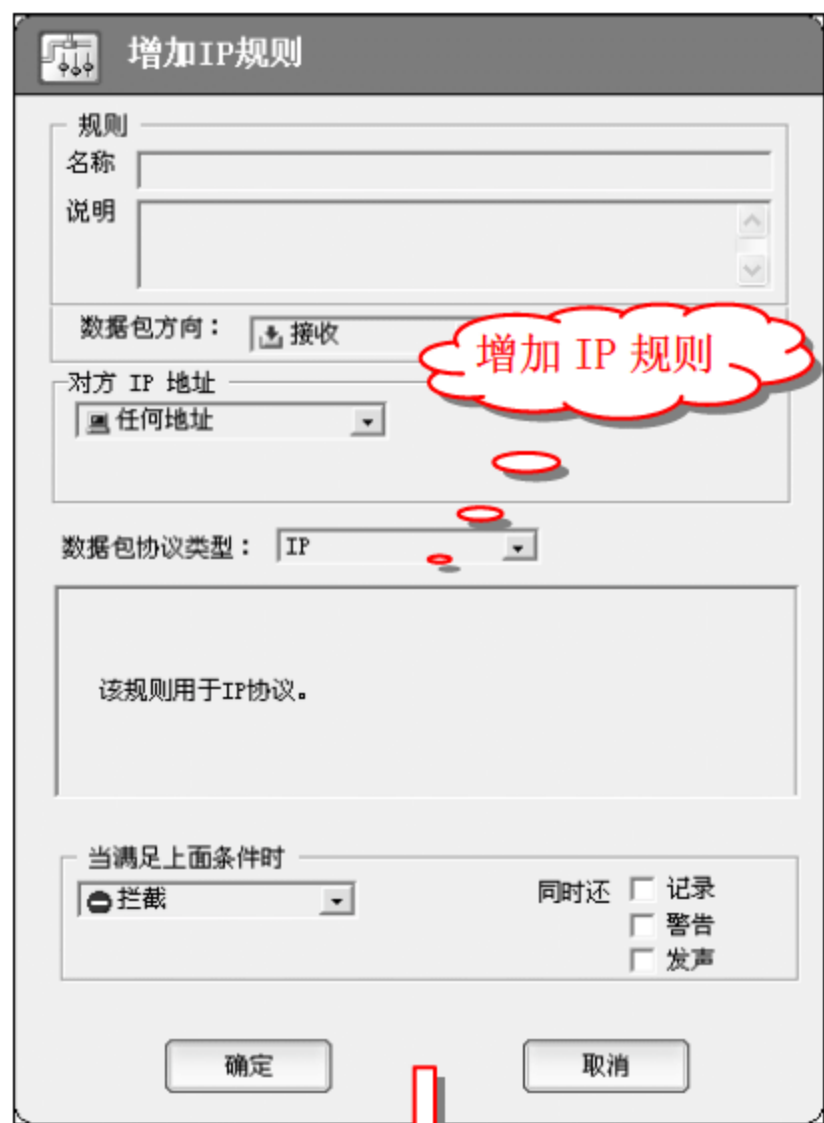 增加IP规则
规则
名称
说明
数据包方向： 接收
增加 IP 规则
对方 IP 地址
任何地址
数据包协议类型： IP
该规则用于IP协议。
当满足上面条件时
拦截 同时还 记录
警告
发声
确定 取消